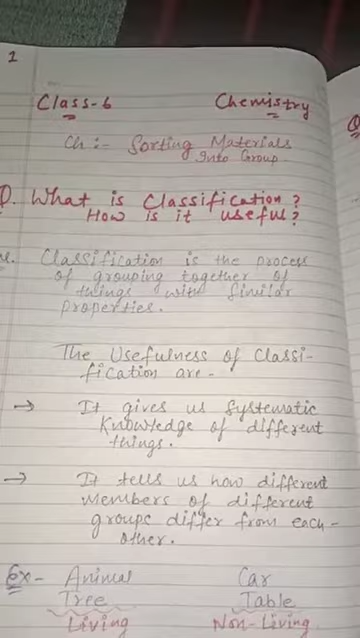 1
Class-6 Chemistry
Ch:- Sorting Materials
Into Group.
Q. What is Classification?
How is it useful?
Classification is the process
of grouping together of
things with Similar
properties.
The Usefulness of Classi-
fication are-
→ It gives us Systematic
Knowledge of different
things.
→ It tells us how different
Members of different
groups differ from each-
other.
Ex- Animal Car
Tree Table
Living Non-Living